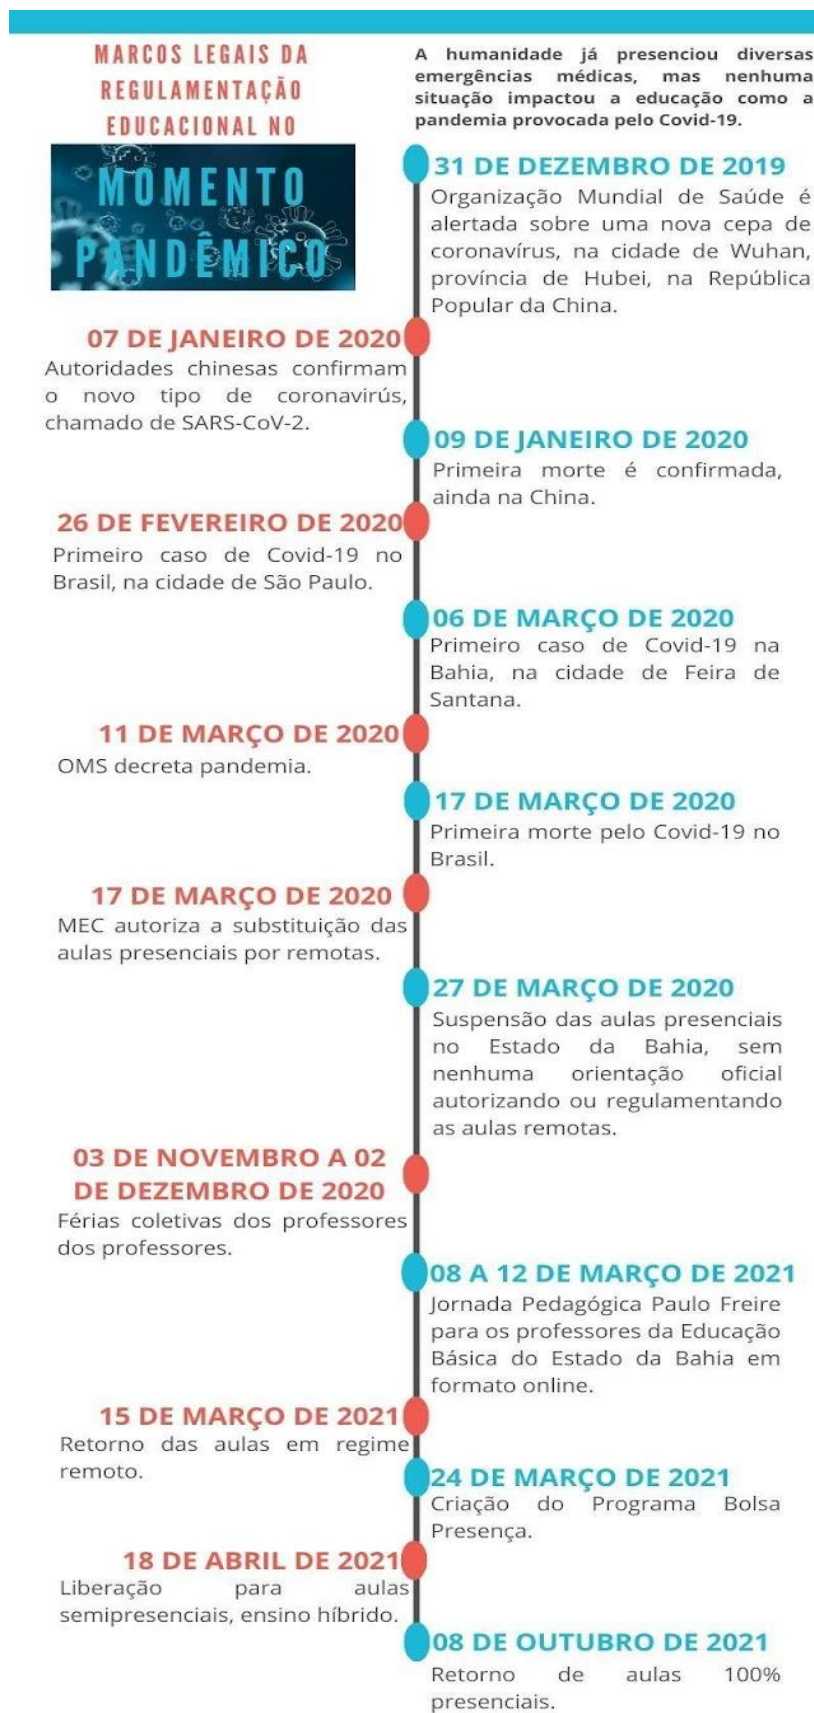 MARCOS LEGAIS DA
REGULAMENTAÇÃO
EDUCACIONAL NO
MOMENTO
PANDÊMICO
A humanidade já presenciou diversas
emergências médicas, mas nenhuma
situação impactou a educação como a
pandemia provocada pelo Covid-19.
31 DE DEZEMBRO DE 2019
Organização Mundial de Saúde é
alertada sobre uma nova cepa de
coronavírus, na cidade de Wuhan,
província de Hubei, na República
Popular da China.
07 DE JANEIRO DE 2020
Autoridades chinesas confirmam
o novo tipo de coronavirús,
chamado de SARS-CoV-2.
09 DE JANEIRO DE 2020
Primeira morte é confirmada,
ainda na China.
26 DE FEVEREIRO DE 2020
Primeiro caso de Covid-19 no
Brasil, na cidade de São Paulo.
06 DE MARÇO DE 2020
Primeiro caso de Covid-19 na
Bahia, na cidade de Feira de
Santana.
11 DE MARÇO DE 2020
OMS decreta pandemia.
17 DE MARÇO DE 2020
Primeira morte pelo Covid-19 no
Brasil.
17 DE MARÇO DE 2020
MEC autoriza a substituição das
aulas presenciais por remotas.
27 DE MARÇO DE 2020
Suspensão das aulas presenciais
no Estado da Bahia, sem
nenhuma orientação oficial
autorizando ou regulamentando
as aulas remotas.
03 DE NOVEMBRO A 02
DE DEZEMBRO DE 2020
Férias coletivas dos professores
dos professores.
08 A 12 DE MARÇO DE 2021
Jornada Pedagógica Paulo Freire
para os professores da Educação
Básica do Estado da Bahia em
formato online.
15 DE MARÇO DE 2021
Retorno das aulas em regime
remoto.
24 DE MARÇO DE 2021
Criação do Programa Bolsa
Presença.
18 DE ABRIL DE 2021
Liberação para aulas
semipresenciais, ensino híbrido.
08 DE OUTUBRO DE 2021
Retorno de aulas 100%
presenciais.